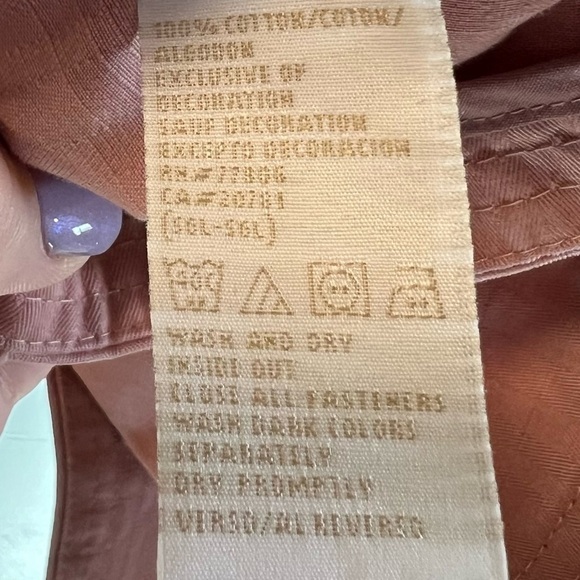 100% COTTON/COTON/
ALGODON
EXCLUSIVE OF
DECORATION
SAUF DECORATION
EXCEPTO DECORACION
RN#77806
CA#20781
WASH AND DRY
INSIDE OUT
CLOSE ALL FASTENERS
WASH DARK COLORS
SEPARATELY
DRY PROMPTLY
VERSO/AL REVERSO